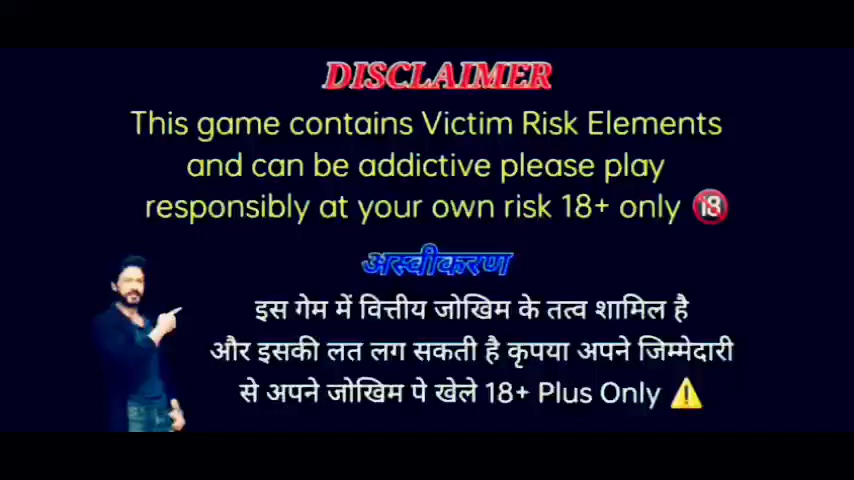 DISCLAIMER
This game contains Victim Risk Elements
and can be addictive please play
responsibly at your own risk 18+ only 🔞
अस्वीकरण
इस गेम में वित्तीय जोखिम के तत्व शामिल है
और इसकी लत लग सकती है कृपया अपने जिम्मेदारी
से अपने जोखिम पे खेले 18+ Plus Only ⚠️